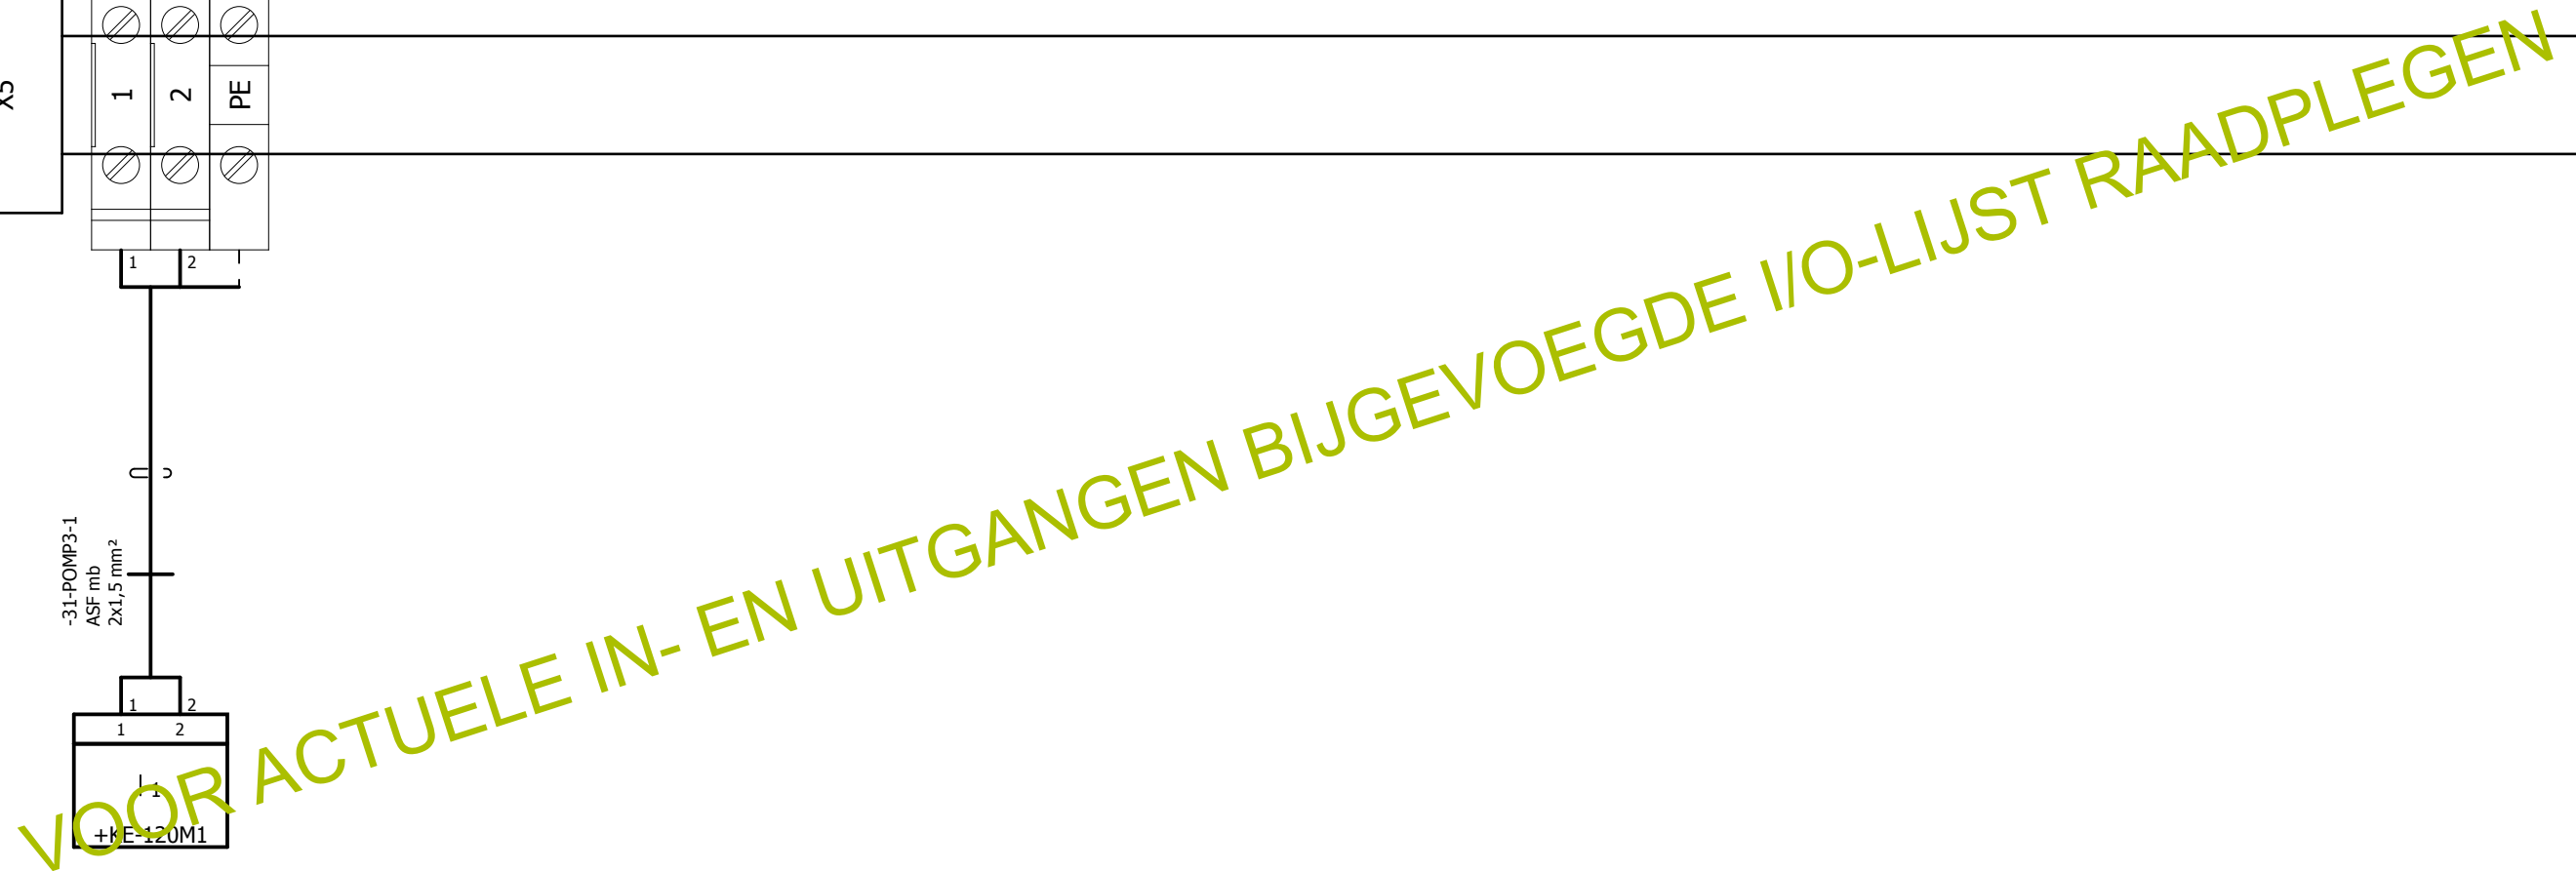 X5
1 2 PE
1 2
-31-POMP3-1
ASF mb
2x1,5 mm²
1 2
1 2
1
+KE-120M1
VOOR ACTUELE IN- EN UITGANGEN BIJGEVOEGDE I/O-LIJST RAADPLEGEN